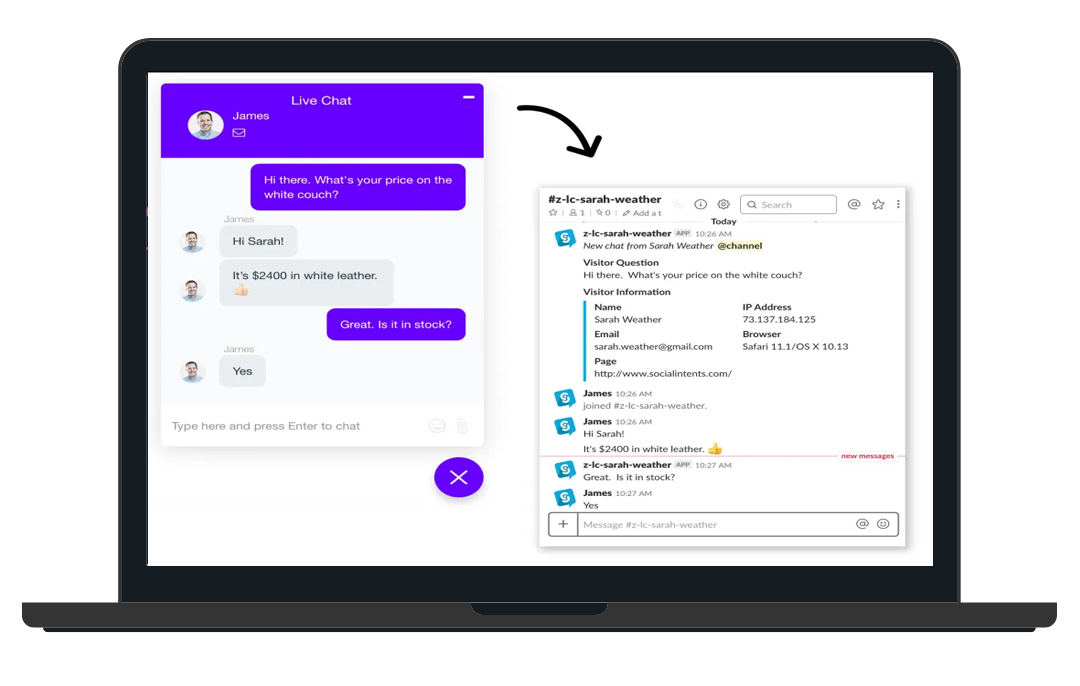 Live Chat
James
Hi there. What's your price on the
white couch?
James
Hi Sarah!
It's $2400 in white leather.
👍🏻
Great. Is it in stock?
James
Yes
Type here and press Enter to chat
#z-lc-sarah-weather
Search
1
0
Add a t
Today
z-lc-sarah-weather APP 10:26 AM
New chat from Sarah Weather @channel
Visitor Question
Hi there. What's your price on the white couch?
Visitor Information
Name IP Address
Sarah Weather 73.137.184.125
Email Browser
sarah.weather@gmail.com Safari 11.1/OS X 10.13
Page
http://www.socialintents.com/
James 10:26 AM
joined #z-lc-sarah-weather.
James 10:26 AM
Hi Sarah!
It's $2400 in white leather. 👍
new messages
z-lc-sarah-weather APP 10:27 AM
Great. Is it in stock?
James 10:27 AM
Yes
Message #z-lc-sarah-weather